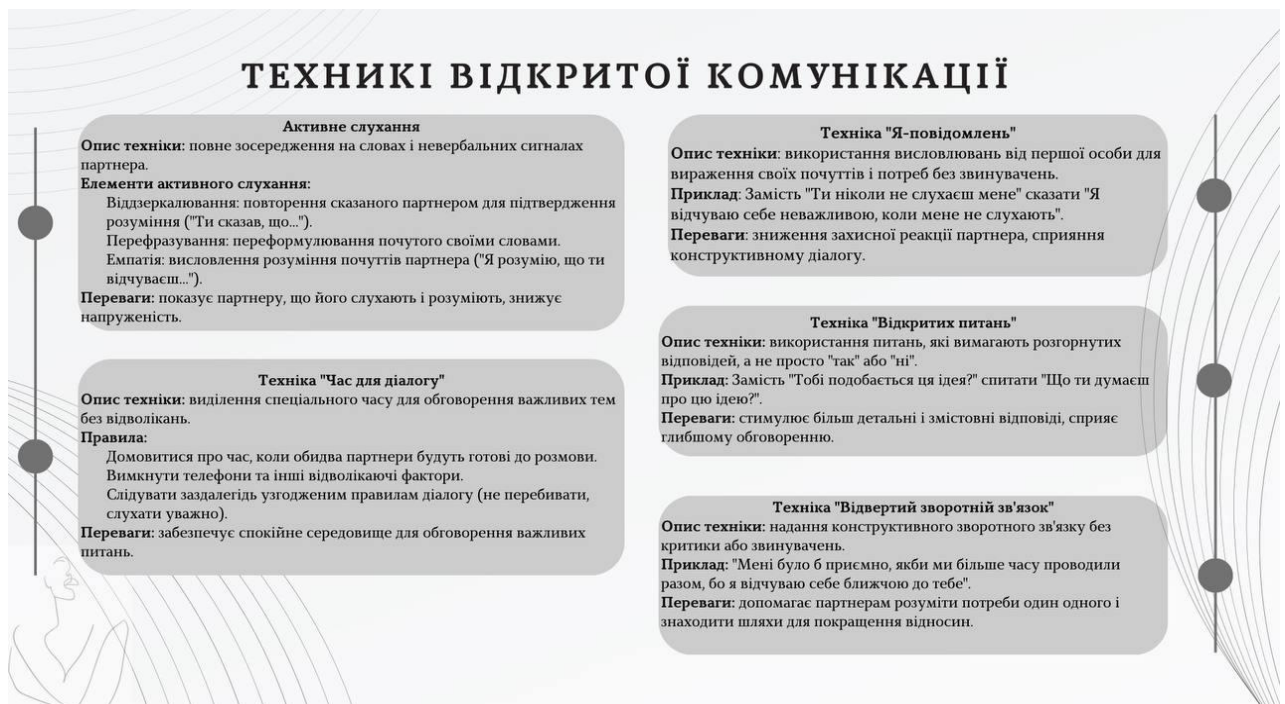 ТЕХНИКІ ВІДКРИТОЇ КОМУНІКАЦІЇ
Активне слухання
Опис техніки: повне зосередження на словах і невербальних сигналах
партнера.
Елементи активного слухання:
Віддзеркалювання: повторення сказаного партнером для підтвердження
розуміння ("Ти сказав, що...").
Перефразування: переформулювання почутого своїми словами.
Емпатія: висловлення розуміння почуттів партнера ("Я розумію, що ти
відчуваєш...").
Переваги: показує партнеру, що його слухають і розуміють, знижує
напруженість.
Техніка "Час для діалогу"
Опис техніки: виділення спеціального часу для обговорення важливих тем
без відволікань.
Правила:
Домовитися про час, коли обидва партнери будуть готові до розмови.
Вимкнути телефони та інші відволікаючі фактори.
Слідувати заздалегідь узгодженим правилам діалогу (не перебивати,
слухати уважно).
Переваги: забезпечує спокійне середовище для обговорення важливих
питань.
Техніка "Я-повідомлень"
Опис техніки: використання висловлювань від першої особи для
вираження своїх почуттів і потреб без звинувачень.
Приклад: Замість "Ти ніколи не слухаєш мене" сказати "Я
відчуваю себе неважливою, коли мене не слухають".
Переваги: зниження захисної реакції партнера, сприяння
конструктивному діалогу.
Техніка "Відкритих питань"
Опис техніки: використання питань, які вимагають розгорнутих
відповідей, а не просто "так" або "ні".
Приклад: Замість "Тобі подобається ця ідея?" спитати "Що ти думаєш
про цю ідею?".
Переваги: стимулює більш детальні і змістовні відповіді, сприяє
глибшому обговоренню.
Техніка "Відвертий зворотній зв'язок"
Опис техніки: надання конструктивного зворотного зв'язку без
критики або звинувачень.
Приклад: "Мені було б приємно, якби ми більше часу проводили
разом, бо я відчуваю себе ближчою до тебе".
Переваги: допомагає партнерам розуміти потреби один одного і
знаходити шляхи для покращення відносин.